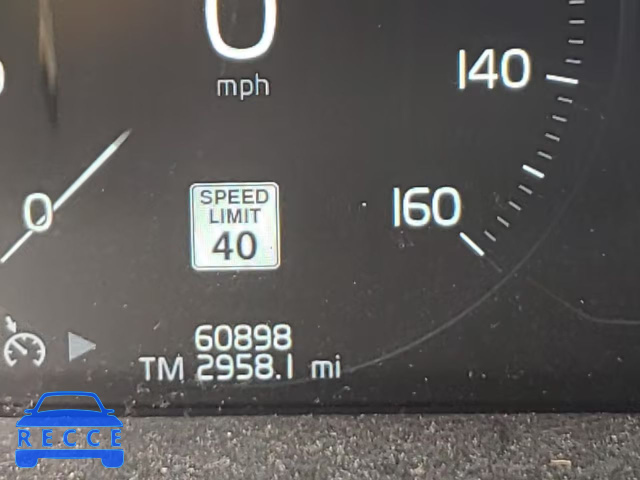 0
mph
140
160
0
SPEED
LIMIT
40
60898
TM 2958.1 mi
RECCE